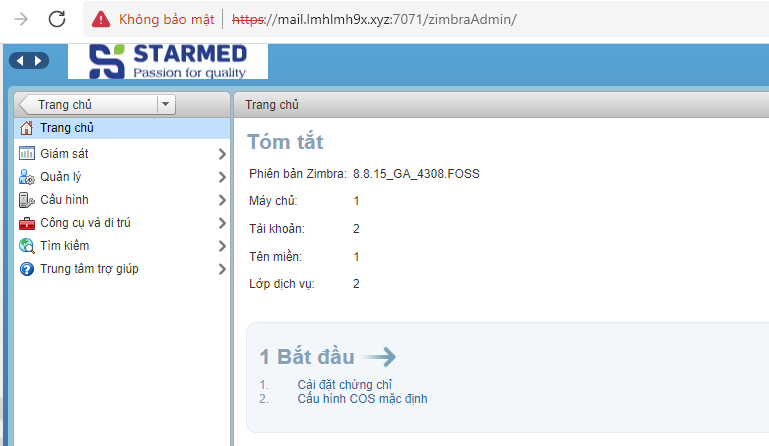 Không bảo mật
https://mail.lmhlmh9x.xyz:7071/zimbraAdmin/
STARMED
Passion for quality
Trang chủ
Trang chủ
Giám sát
Quản lý
Cấu hình
Công cụ và di trú
Tìm kiếm
Trung tâm trợ giúp
Trang chủ
Tóm tắt
Phiên bản Zimbra: 8.8.15_GA_4308.FOSS
Máy chủ: 1
Tài khoản: 2
Tên miền: 1
Lớp dịch vụ: 2
1 Bắt đầu
1. Cài đặt chứng chỉ
2. Cấu hình COS mặc định